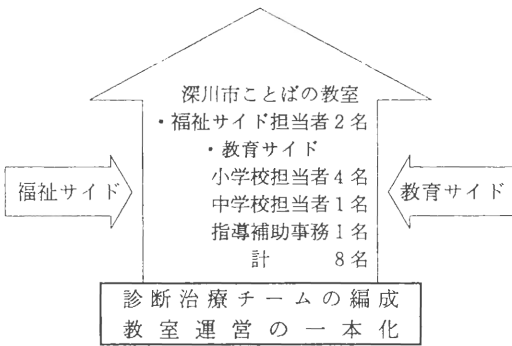 深川市ことばの教室
・福祉サイド担当者2名
・教育サイド
小学校担当者4名
中学校担当者1名
指導補助事務1名
計　　　8名
福祉サイド
教育サイド
診断治療チームの編成
教室運営の一本化